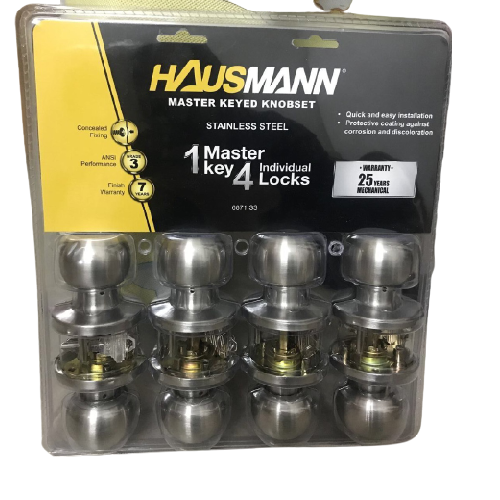 HAUSMANN®
MASTER KEYED KNOBSET
STAINLESS STEEL
1 Master key 4 Individual Locks
Concealed
Fixing
ANSI
Performance
GRADE
3
Finish
Warranty
7
YEARS
• Quick and easy installation
• Protective coating against
corrosion and discoloration
• WARRANTY •
25 YEARS
MECHANICAL